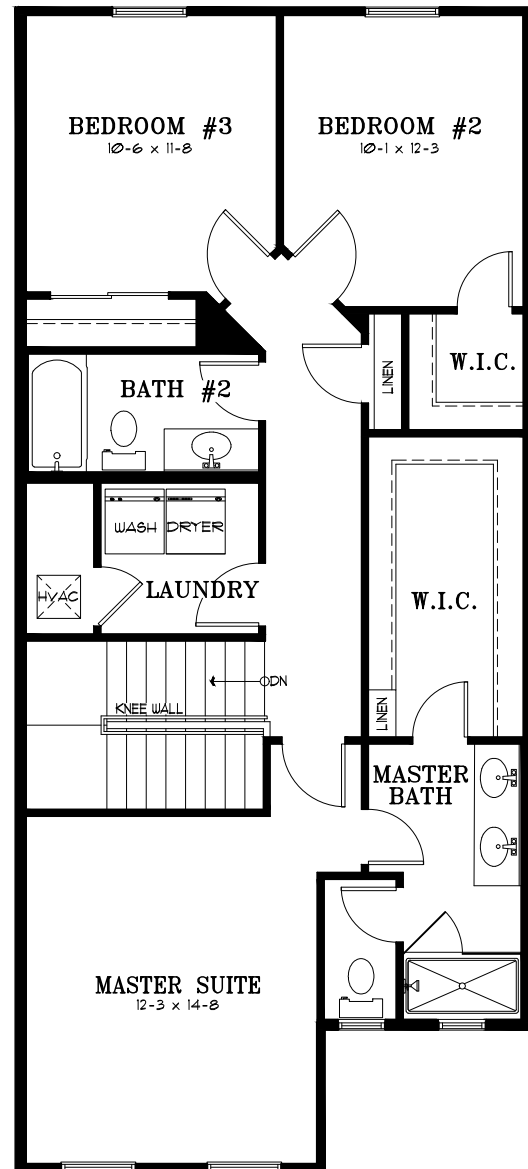 BEDROOM #3
10-6 x 11-8
BEDROOM #2
10-1 x 12-3
W.I.C.
LINEN
BATH #2
WASH
DRYER
LAUNDRY
HVAC
W.I.C.
DN
KNEE WALL
LINEN
MASTER
BATH
MASTER SUITE
12-3 x 14-8